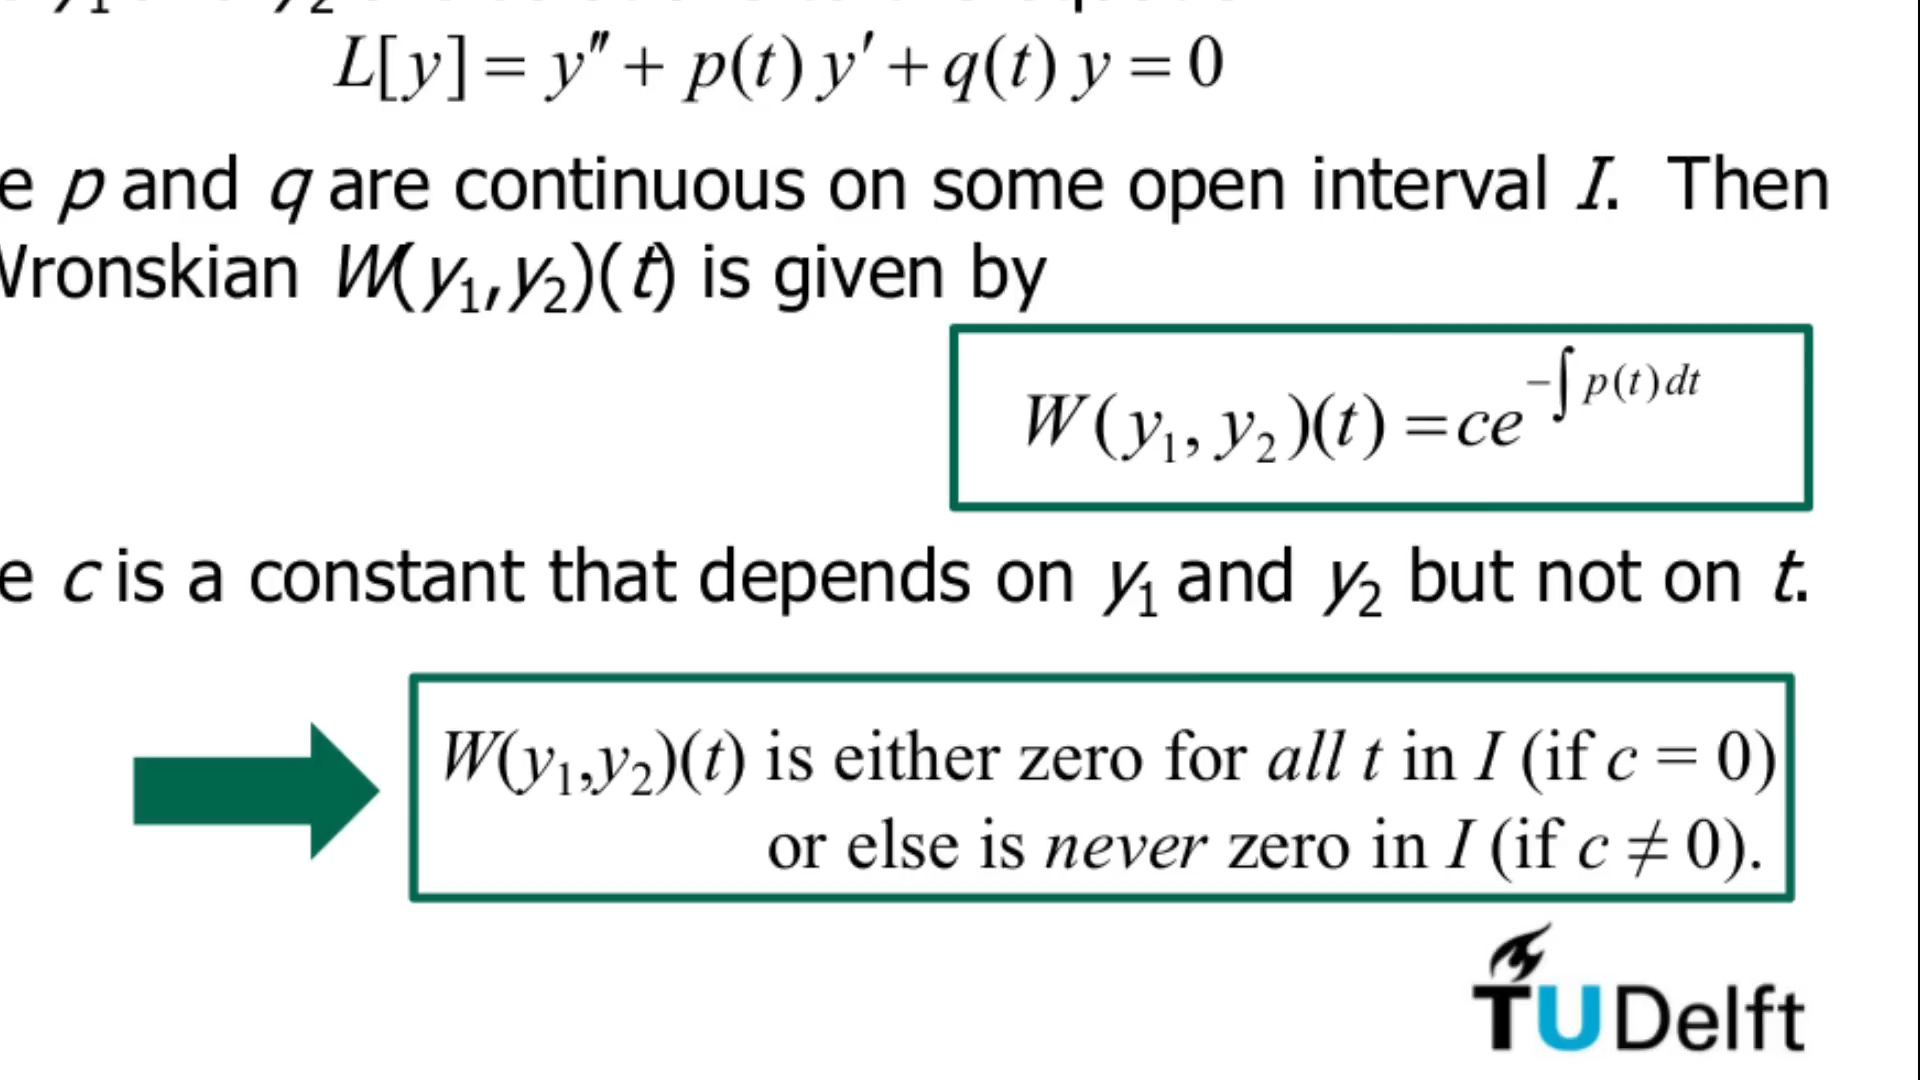 L[y] = y″ + p(t) y′ + q(t) y = 0
e p and q are continuous on some open interval I. Then
Wronskian W(y₁,y₂)(t) is given by
W(y₁, y₂)(t) = ce^{-∫ p(t)dt}
e c is a constant that depends on y₁ and y₂ but not on t.
W(y₁,y₂)(t) is either zero for all t in I (if c = 0)
or else is never zero in I (if c ≠ 0).
TU Delft